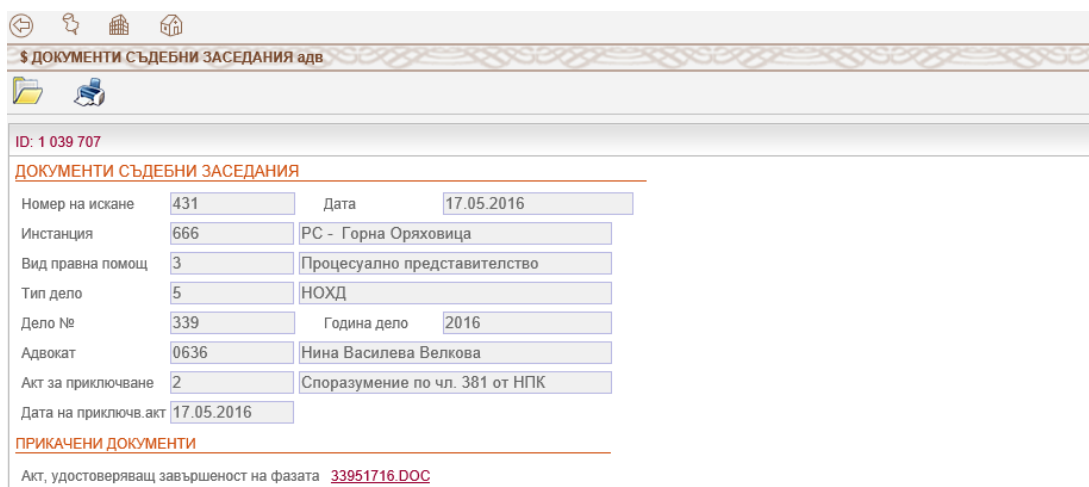 $ ДОКУМЕНТИ СЪДЕБНИ ЗАСЕДАНИЯ адв
ID: 1 039 707
ДОКУМЕНТИ СЪДЕБНИ ЗАСЕДАНИЯ
Номер на искане 431 Дата 17.05.2016
Инстанция 666 РС - Горна Оряховица
Вид правна помощ 3 Процесуално представителство
Тип дело 5 НОХД
Дело № 339 Година дело 2016
Адвокат 0636 Нина Василева Велкова
Акт за приключване 2 Споразумение по чл. 381 от НПК
Дата на приключв.акт 17.05.2016
ПРИКАЧЕНИ ДОКУМЕНТИ
Акт, удостоверяващ завършеност на фазата 33951716.DOC